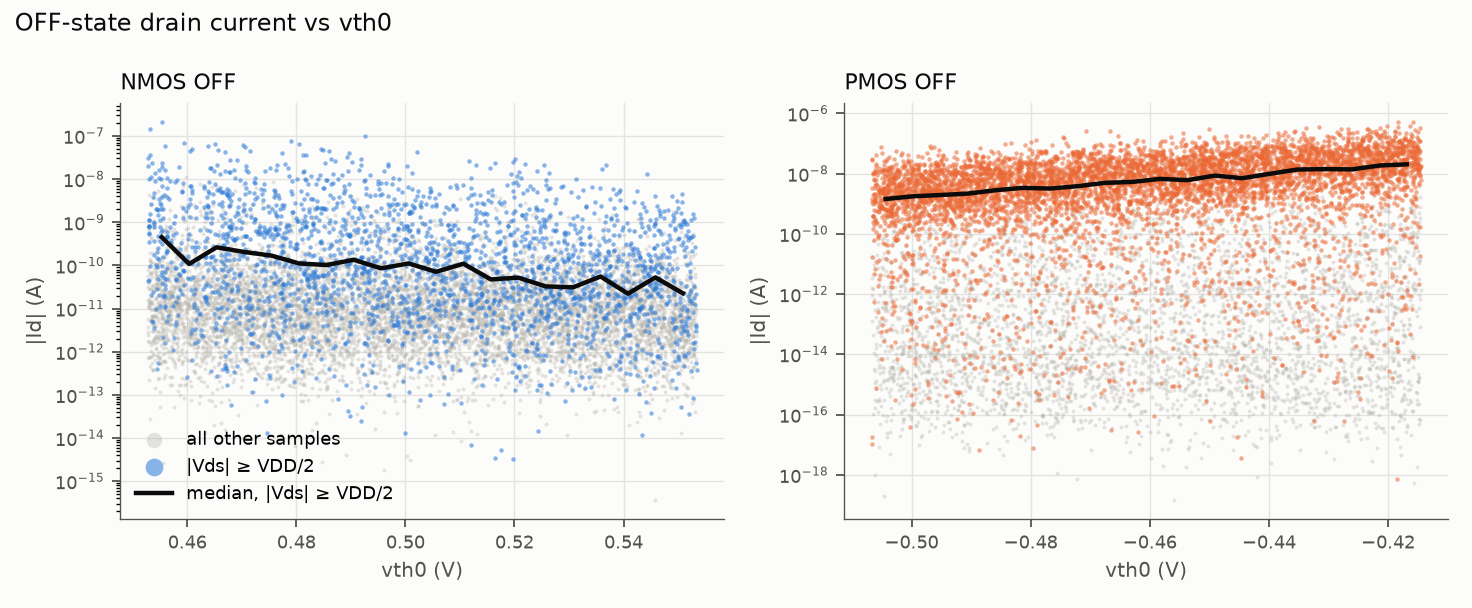 OFF-state drain current vs vth0
NMOS OFF
10⁻⁷
10⁻⁸
10⁻⁹
10⁻¹⁰
10⁻¹¹
10⁻¹²
10⁻¹³
10⁻¹⁴
10⁻¹⁵
|Id| (A)
all other samples
|Vds| ≥ VDD/2
median, |Vds| ≥ VDD/2
0.46 0.48 0.50 0.52 0.54
vth0 (V)
PMOS OFF
10⁻⁶
10⁻⁸
10⁻¹⁰
10⁻¹²
10⁻¹⁴
10⁻¹⁶
10⁻¹⁸
|Id| (A)
−0.50 −0.48 −0.46 −0.44 −0.42
vth0 (V)